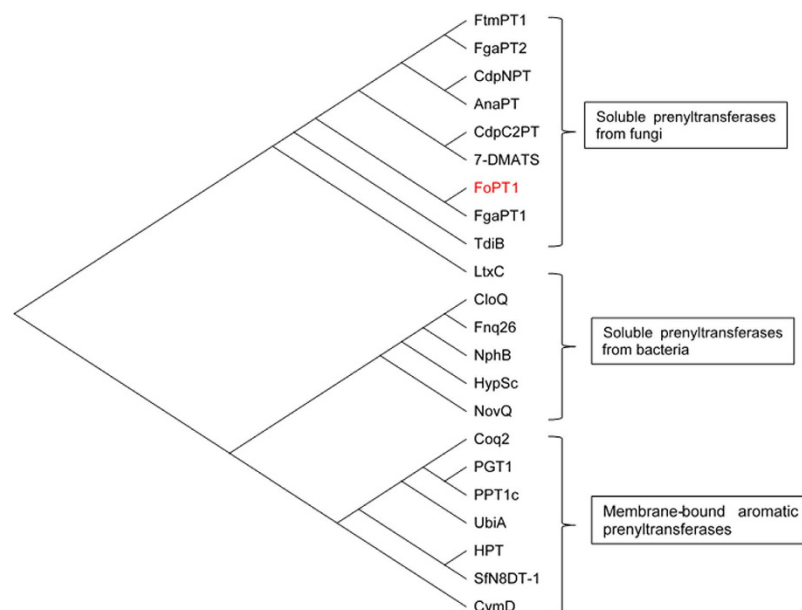 FtmPT1
FgaPT2
CdpNPT
AnaPT
CdpC2PT
7-DMATS
FoPT1
FgaPT1
TdiB
LtxC
CloQ
Fnq26
NphB
HypSc
NovQ
Coq2
PGT1
PPT1c
UbiA
HPT
SfN8DT-1
CymD
Soluble prenyltransferases
from fungi
Soluble prenyltransferases
from bacteria
Membrane-bound aromatic
prenyltransferases